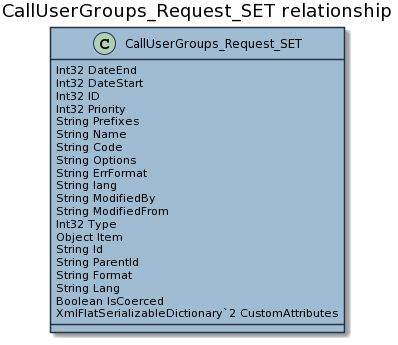 CallUserGroups_Request_SET relationship
C CallUserGroups_Request_SET
Int32 DateEnd
Int32 DateStart
Int32 ID
Int32 Priority
String Prefixes
String Name
String Code
String Options
String ErrFormat
String lang
String ModifiedBy
String ModifiedFrom
Int32 Type
Object Item
String Id
String ParentId
String Format
String Lang
Boolean IsCoerced
XmlFlatSerializableDictionary`2 CustomAttributes